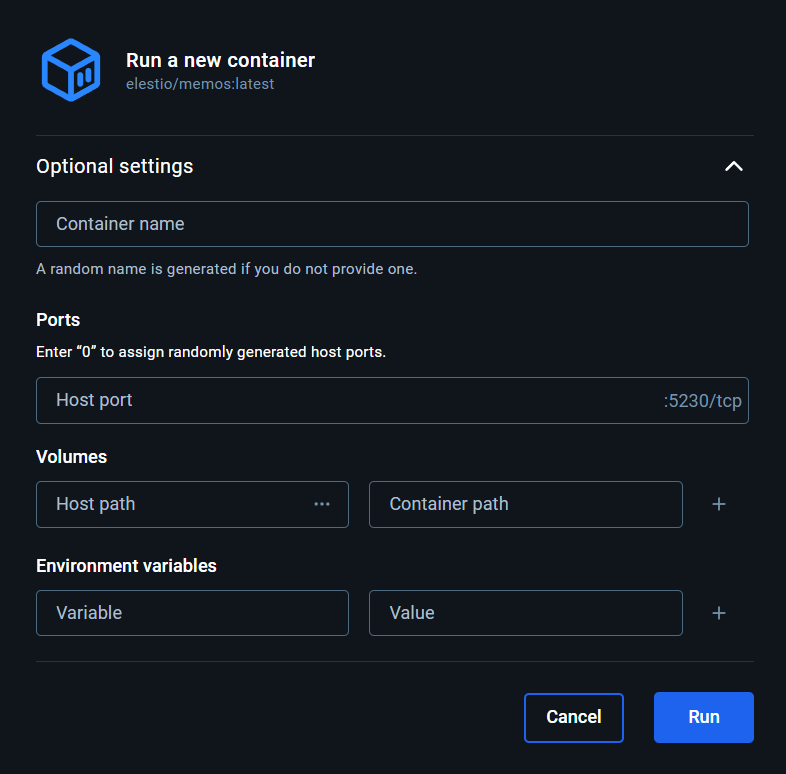 Run a new container
elestio/memos:latest
Optional settings
Container name
A random name is generated if you do not provide one.
Ports
Enter “0” to assign randomly generated host ports.
Host port :5230/tcp
Volumes
Host path ··· Container path +
Environment variables
Variable Value +
Cancel Run